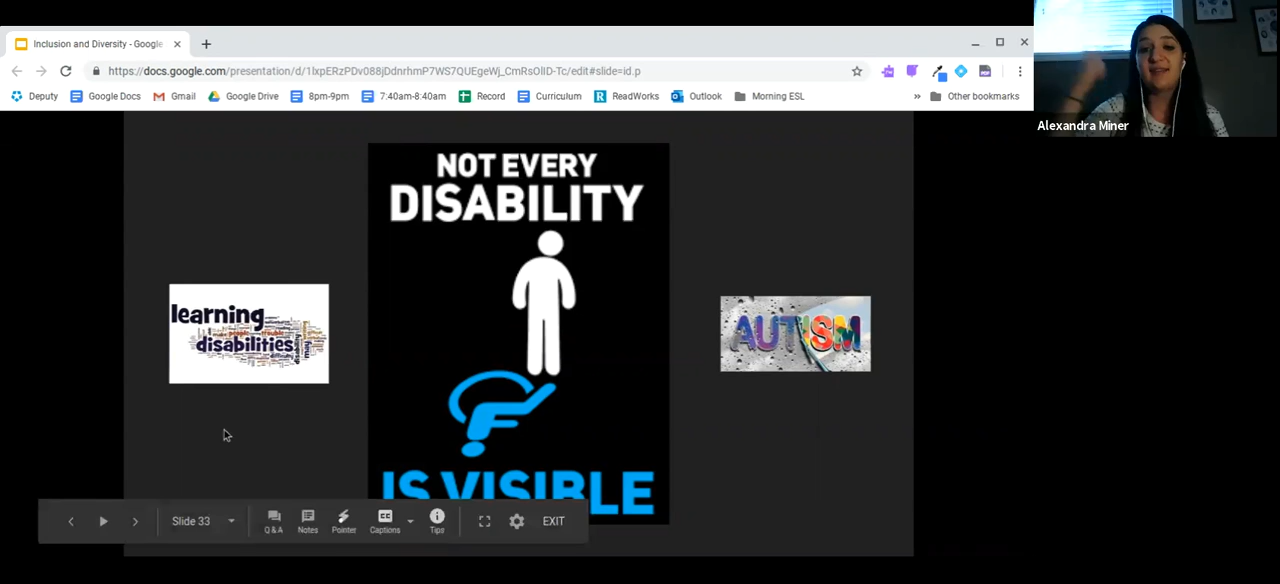 Inclusion and Diversity - Google
https://docs.google.com/presentation/d/1lxpERzPDv088jDdnrhmP7WS7QUEgeWj_CmRsOlID-Tc/edit#slide=id.p
Deputy Google Docs Gmail Google Drive 8pm-9pm 7:40am-8:40am Record Curriculum ReadWorks Outlook Morning ESL » Other bookmarks
Alexandra Miner
NOT EVERY
DISABILITY
learning
disabilities
AUTISM
IS VISIBLE
Slide 33 Q & A Notes Pointer Captions Tips EXIT